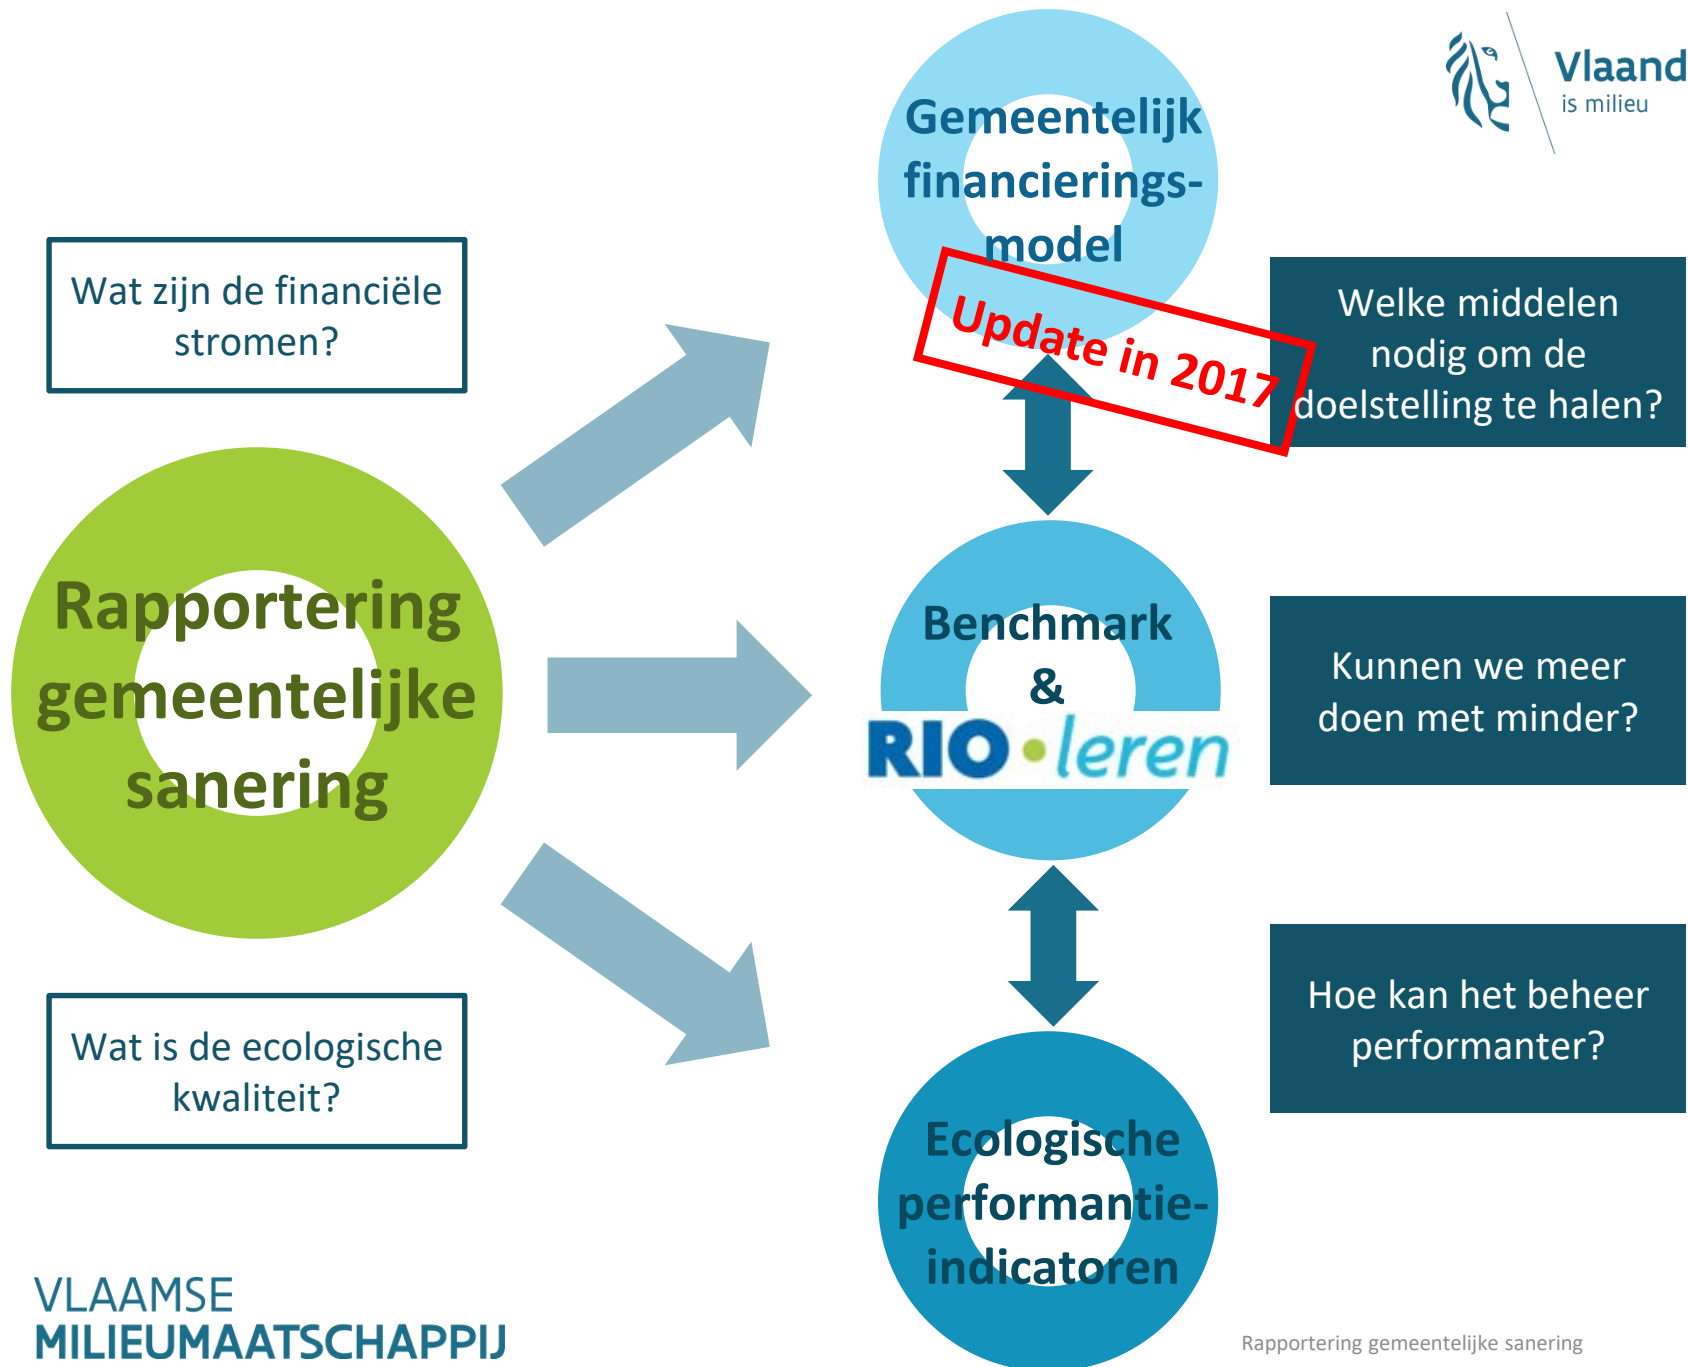 Vlaand
is milieu
Gemeentelijk
financierings-
model
Update in 2017
Wat zijn de financiële
stromen?
Welke middelen
nodig om de
doelstelling te halen?
Rapportering
gemeentelijke
sanering
Benchmark
&
RIO•leren
Kunnen we meer
doen met minder?
Wat is de ecologische
kwaliteit?
Hoe kan het beheer
performanter?
Ecologische
performantie-
indicatoren
VLAAMSE
MILIEUMAATSCHAPPIJ
Rapportering gemeentelijke sanering